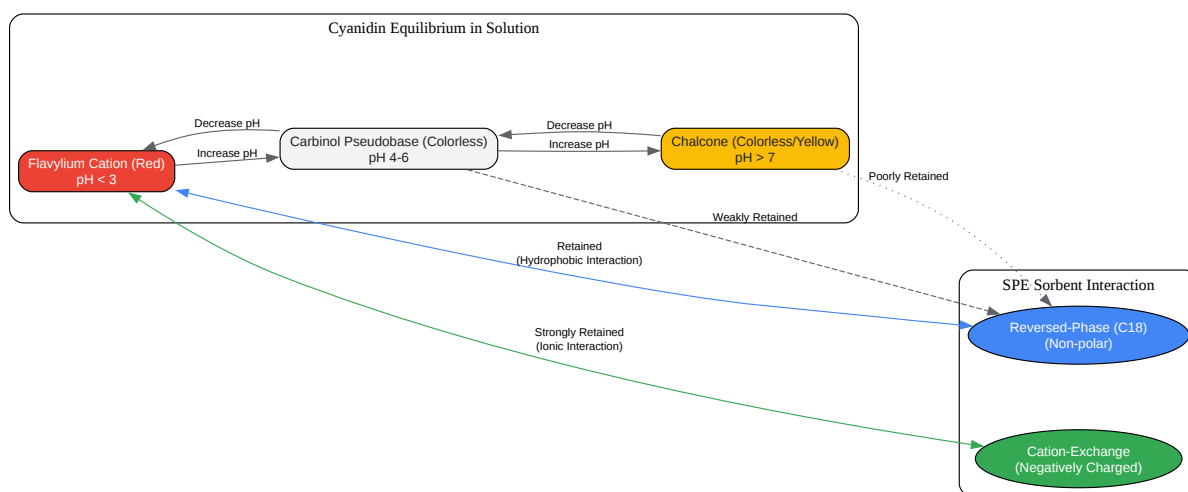 Cyanidin Equilibrium in Solution
Decrease pH
Increase pH
Flavylium Cation (Red)
pH < 3
Carbinol Pseudobase (Colorless)
pH 4-6
Decrease pH
Increase pH
Chalcone (Colorless/Yellow)
pH > 7
Poorly Retained
Weakly Retained
Retained
(Hydrophobic Interaction)
Strongly Retained
(Ionic Interaction)
SPE Sorbent Interaction
Reversed-Phase (C18)
(Non-polar)
Cation-Exchange
(Negatively Charged)